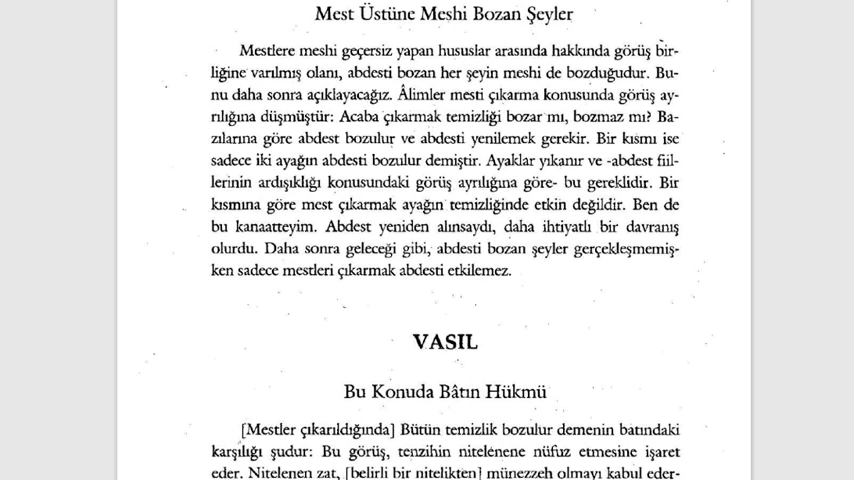 Mest Üstüne Meshi Bozan Şeyler
Mestlere meshi geçersiz yapan hususlar arasında hakkında görüş bir-
liğine varılmış olanı, abdesti bozan her şeyin meshi de bozduğudur. Bu-
nu daha sonra açıklayacağız. Âlimler mesti çıkarma konusunda görüş ay-
rılığına düşmüştür: Acaba çıkarmak temizliği bozar mı, bozmaz mı? Ba-
zılarına göre abdest bozulur ve abdesti yenilemek gerekir. Bir kısmı ise
sadece iki ayağın abdesti bozulur demiştir. Ayaklar yıkanır ve -abdest fiil-
lerinin ardışıklığı konusundaki görüş ayrılığına göre- bu gereklidir. Bir
kısmına göre mest çıkarmak ayağın temizliğinde etkin değildir. Ben de
bu kanaatteyim. Abdest yeniden alınsaydı, daha ihtiyatlı bir davranış
olurdu. Daha sonra geleceği gibi, abdesti bozan şeyler gerçekleşmemiş-
ken sadece mestleri çıkarmak abdesti etkilemez.
VASIL
Bu Konuda Bâtın Hükmü
[Mestler çıkarıldığında] Bütün temizlik bozulur demenin bâtındaki
karşılığı şudur: Bu görüş, tenzihin nitelenene nüfuz etmesine işaret
eder. Nitelenen zat, [belirli bir nitelikten] münezzeh olmayı kabul eder-